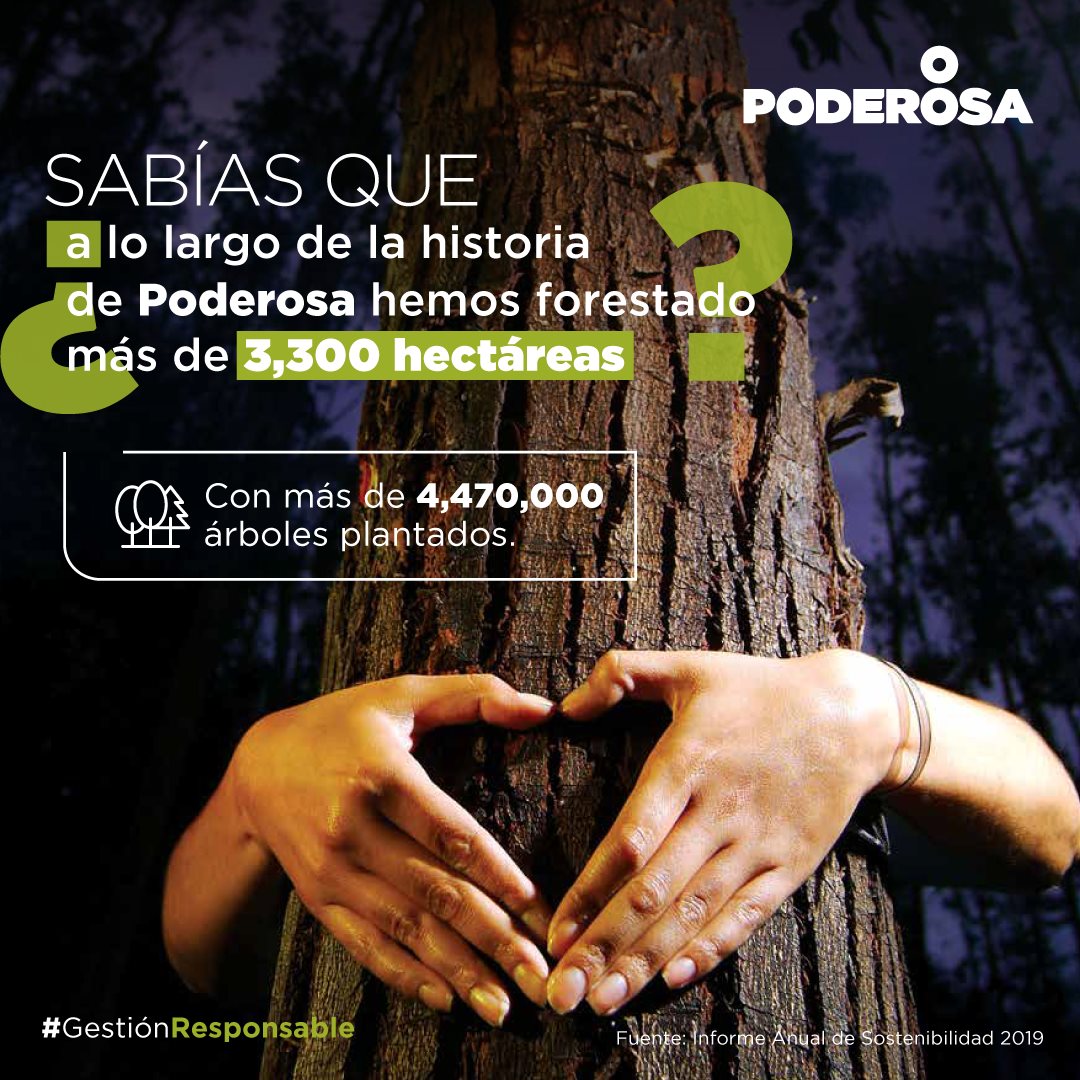 PODEROSA
¿SABÍAS QUE
a lo largo de la historia
de Poderosa hemos forestado
más de 3,300 hectáreas?
Con más de 4,470,000
árboles plantados.
#GestiónResponsable
Fuente: Informe Anual de Sostenibilidad 2019